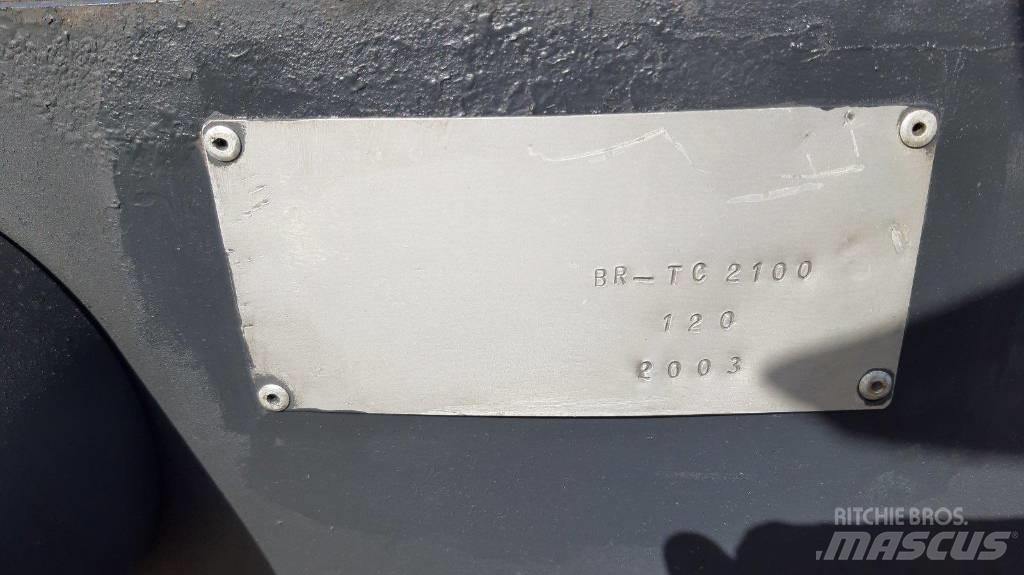 BR-TC 2100
120
2003
RITCHIE BROS.
MASCUS